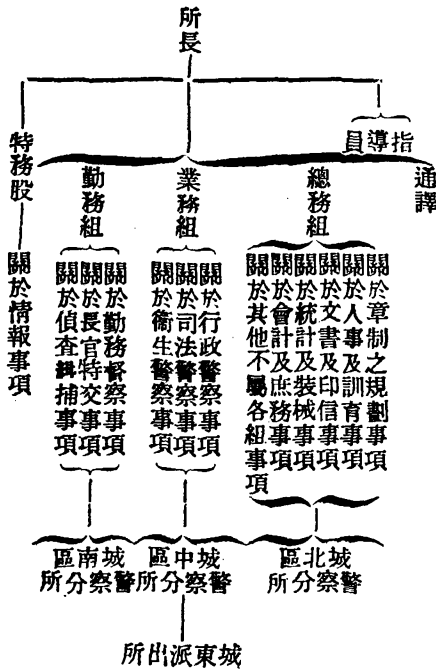 所長
指導員
通譯
總務組
關於章制之規劃事項
關於人事及訓育事項
關於文書及印信事項
關於統計及裝械事項
關於會計及庶務事項
關於其他不屬各組事項
業務組
關於行政警察事項
關於司法警察事項
關於衞生警察事項
勤務組
關於勤務督察事項
關於長官特交事項
關於偵査緝捕事項
特務股
關於情報事項
城北區
警察分所
城中區
警察分所
城南區
警察分所
城東派出所